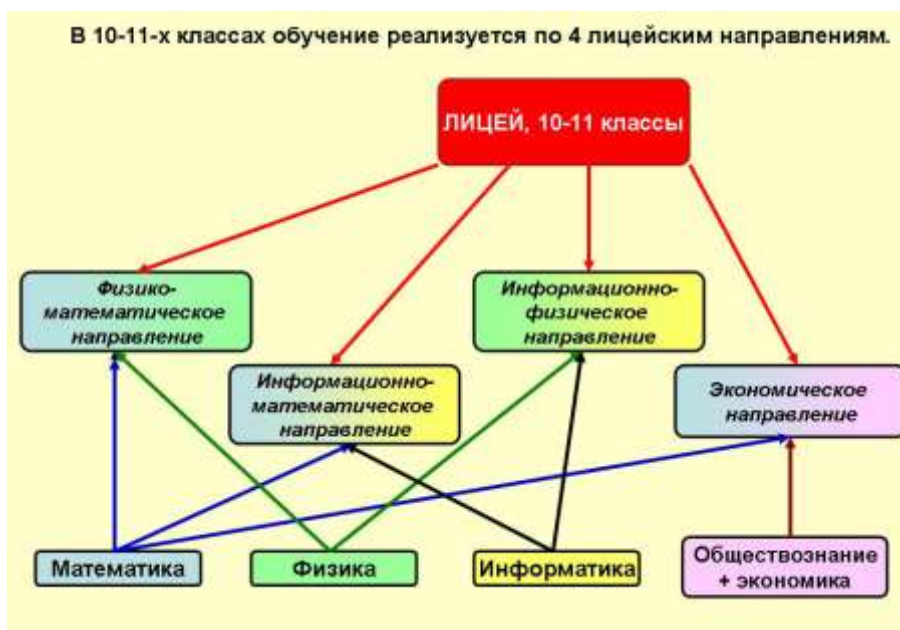 В 10-11-х классах обучение реализуется по 4 лицейским направлениям.
ЛИЦЕЙ, 10-11 классы
Физико-
математическое
направление
Информационно-
физическое
направление
Информационно-
математическое
направление
Экономическое
направление
Математика
Физика
Информатика
Обществознание
+ экономика